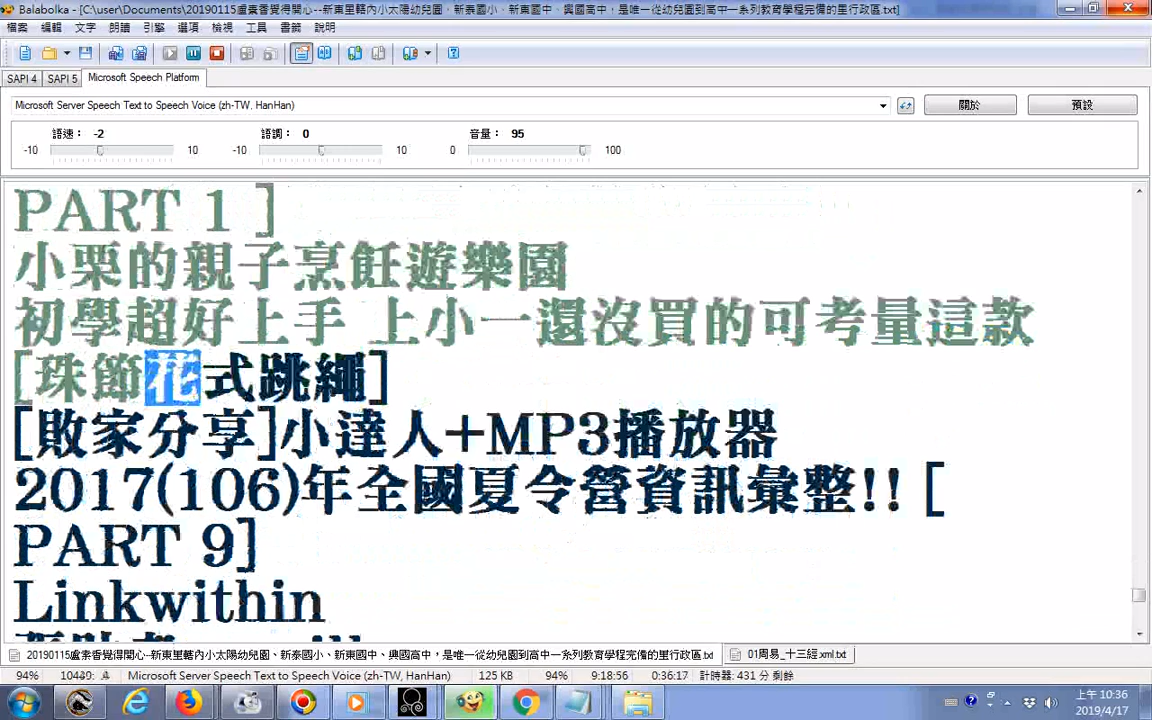 Balabolka - [C:\user\Documents\20190115盧素香覺得開心--新東里轄內小太陽幼兒園、新泰國小、新東國中、興國高中，是唯一從幼兒園到高中一系列教育學程完備的里行政區.txt]
檔案 編輯 文字 朗讀 引擎 選項 檢視 工具 書籤 說明
SAPI 4 SAPI 5 Microsoft Speech Platform
Microsoft Server Speech Text to Speech Voice (zh-TW, HanHan) 關於 預設
語速： -2 語調： 0 音量： 95
-10 10 -10 10 0 100
PART 1 ]
小栗的親子烹飪遊樂園
初學超好上手 上小一還沒買的可考量這款
[珠節花式跳繩]
[敗家分享]小達人+MP3播放器
2017(106)年全國夏令營資訊彙整!! [
PART 9]
Linkwithin
20190115盧素香覺得開心--新東里轄內小太陽幼兒園、新泰國小、新東國中、興國高中，是唯一從幼兒園到高中一系列教育學程完備的里行政區.txt 01周易_十三經.xml.txt
94% Microsoft Server Speech Text to Speech Voice (zh-TW, HanHan) 125 KB 94% 9:18:56 0:36:17 計時器: 431 分 剩餘
上午 10:36
2019/4/17